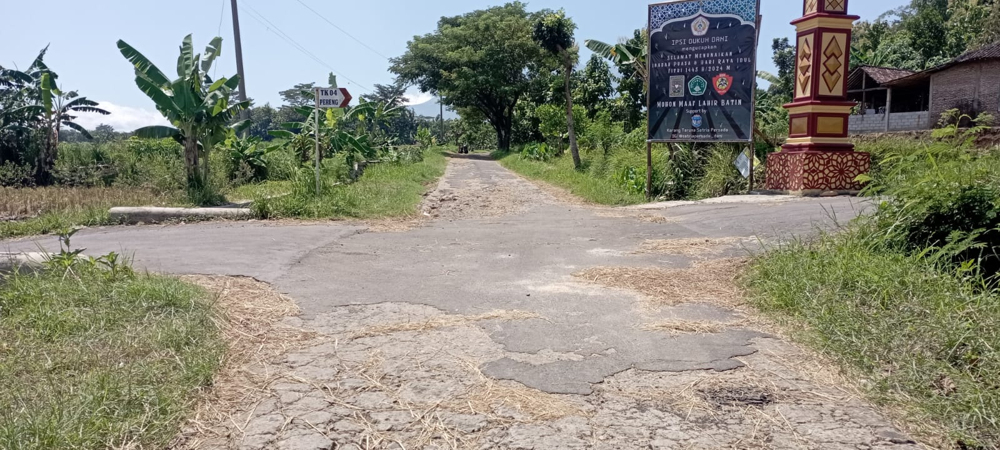 TK 04
PERENG
IPSI DUKUH DANI
mengucapkan
SELAMAT MENUNAIKAN
IBADAH PUASA & HARI RAYA IDUL
FITRI 1445 H/2024 M
MOHON MAAF LAHIR BATIN
Support by:
Karang Taruna Satria Persada
IG @satriapersada_dani